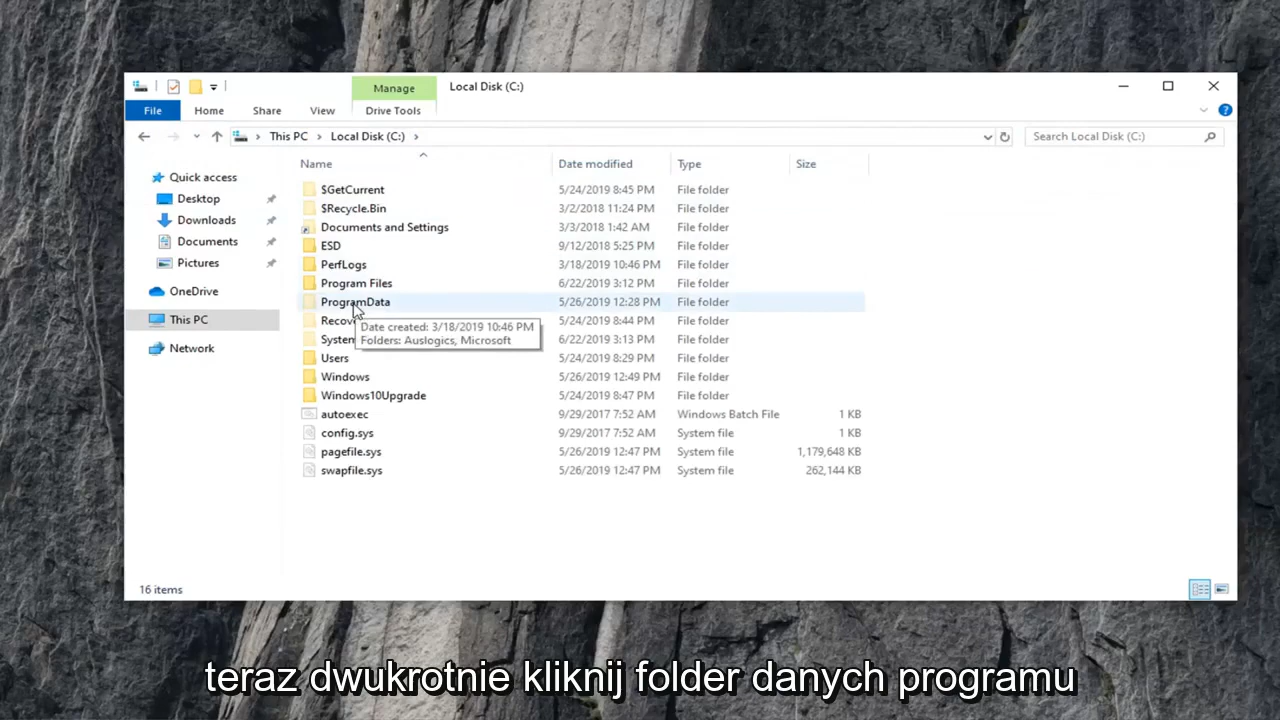 Manage
Local Disk (C:)
File
Home
Share
View
Drive Tools
This PC
Local Disk (C:)
Search Local Disk (C:)
Name
Date modified
Type
Size
Quick access
Desktop
Downloads
Documents
Pictures
OneDrive
This PC
Network
$GetCurrent 5/24/2019 8:45 PM File folder
$Recycle.Bin 3/2/2018 11:24 PM File folder
Documents and Settings 3/3/2018 1:42 AM File folder
ESD 9/12/2018 5:25 PM File folder
PerfLogs 3/18/2019 10:46 PM File folder
Program Files 6/22/2019 3:12 PM File folder
ProgramData 5/26/2019 12:28 PM File folder
Recov 5/24/2019 8:44 PM File folder
System 6/22/2019 3:13 PM File folder
Date created: 3/18/2019 10:46 PM
Folders: Auslogics, Microsoft
Users 5/24/2019 8:29 PM File folder
Windows 5/26/2019 12:49 PM File folder
Windows10Upgrade 5/24/2019 8:47 PM File folder
autoexec 9/29/2017 7:52 AM Windows Batch File 1 KB
config.sys 9/29/2017 7:52 AM System file 1 KB
pagefile.sys 5/26/2019 12:47 PM System file 1,179,648 KB
swapfile.sys 5/26/2019 12:47 PM System file 262,144 KB
16 items
teraz dwukrotnie kliknij folder danych programu